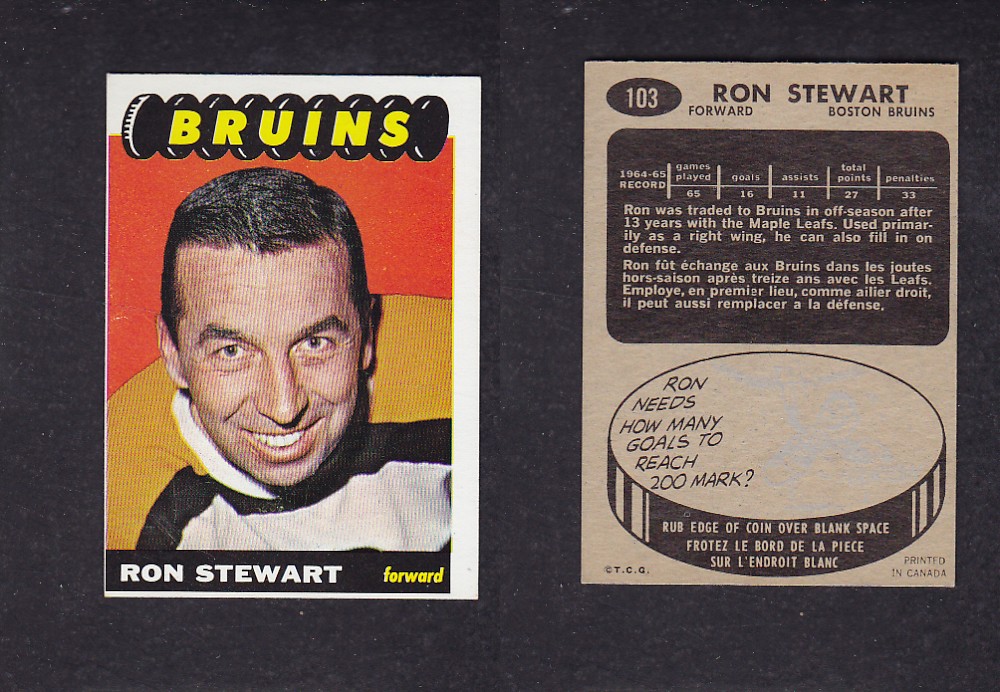 BRUINS
RON STEWART forward
103 RON STEWART
FORWARD BOSTON BRUINS
1964-65 RECORD games played goals assists total points penalties
65 16 11 27 33
Ron was traded to Bruins in off-season after
13 years with the Maple Leafs. Used primar-
ily as a right wing, he can also fill in on
defense.
Ron fût échange aux Bruins dans les joutes
hors-saison après treize ans avec les Leafs.
Employe, en premier lieu, comme ailier droit,
il peut aussi remplacer a la défense.
RON
NEEDS
HOW MANY
GOALS TO
REACH
200 MARK?
RUB EDGE OF COIN OVER BLANK SPACE
FROTEZ LE BORD DE LA PIECE
SUR L'ENDROIT BLANC
©T.C.G.
PRINTED
IN CANADA